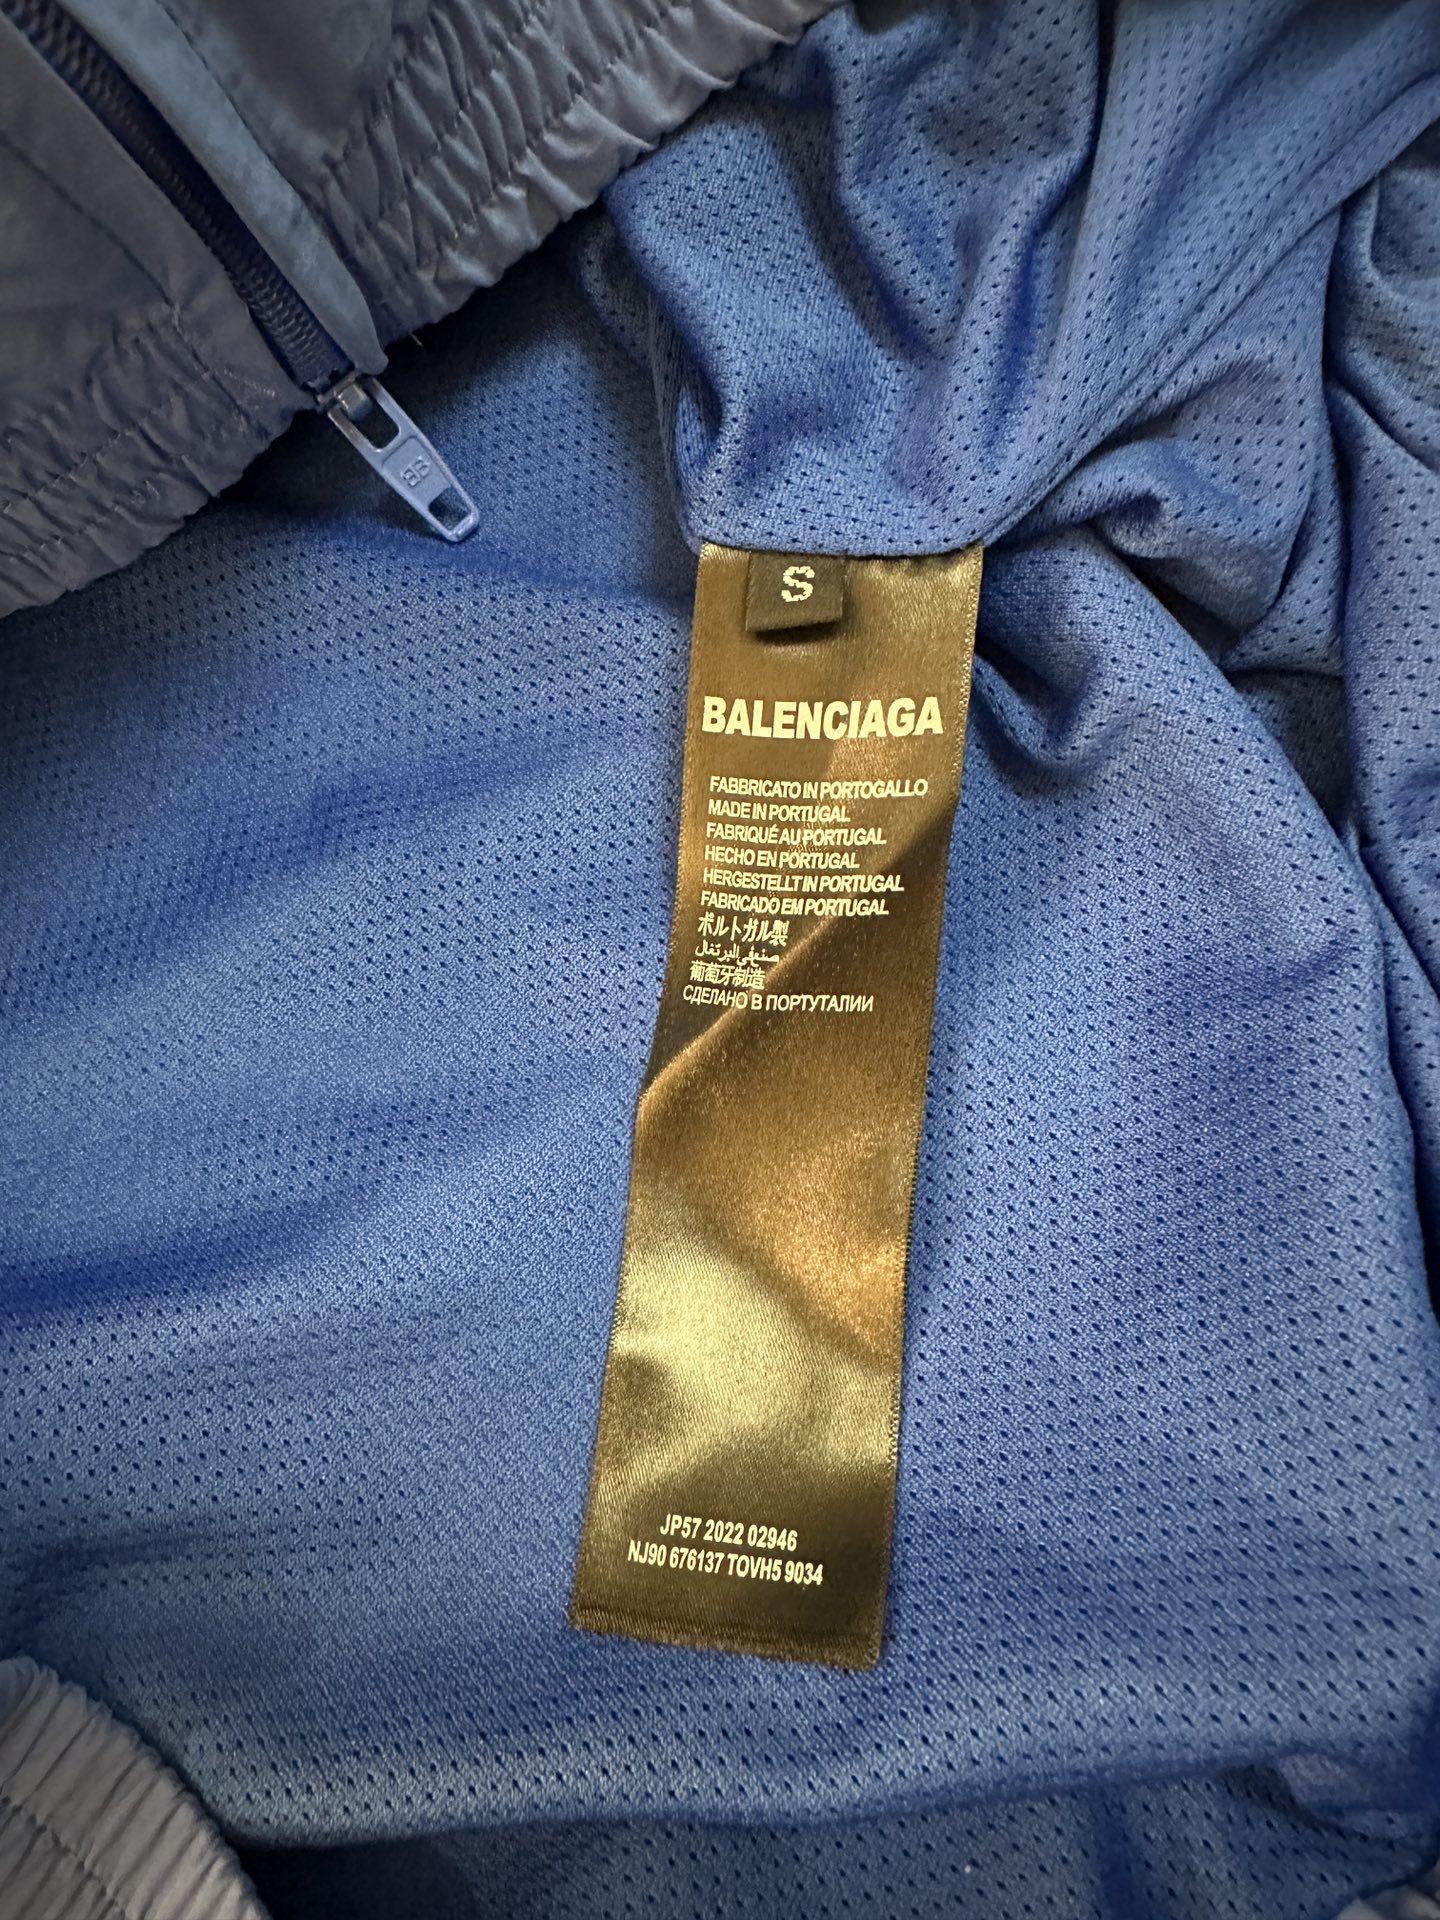 BB
S
BALENCIAGA
FABBRICATO IN PORTOGALLO
MADE IN PORTUGAL
FABRIQUÉ AU PORTUGAL
HECHO EN PORTUGAL
HERGESTELLT IN PORTUGAL
FABRICADO EM PORTUGAL
ポルトガル製
صنع في البرتغال
葡萄牙制造
СДЕЛАНО В ПОРТУТАЛИИ
JP57 2022 02946
NJ90 676137 TOVH5 9034